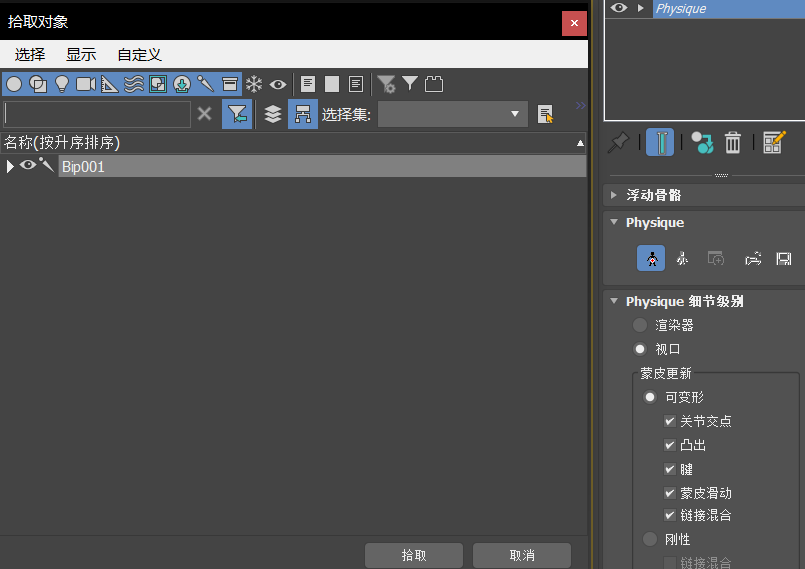 拾取对象
选择 显示 自定义
选择集:
名称(按升序排序)
Bip001
拾取 取消
Physique
浮动骨骼
Physique
Physique 细节级别
渲染器
视口
蒙皮更新
可变形
关节交点
凸出
腱
蒙皮滑动
链接混合
刚性
链接混合